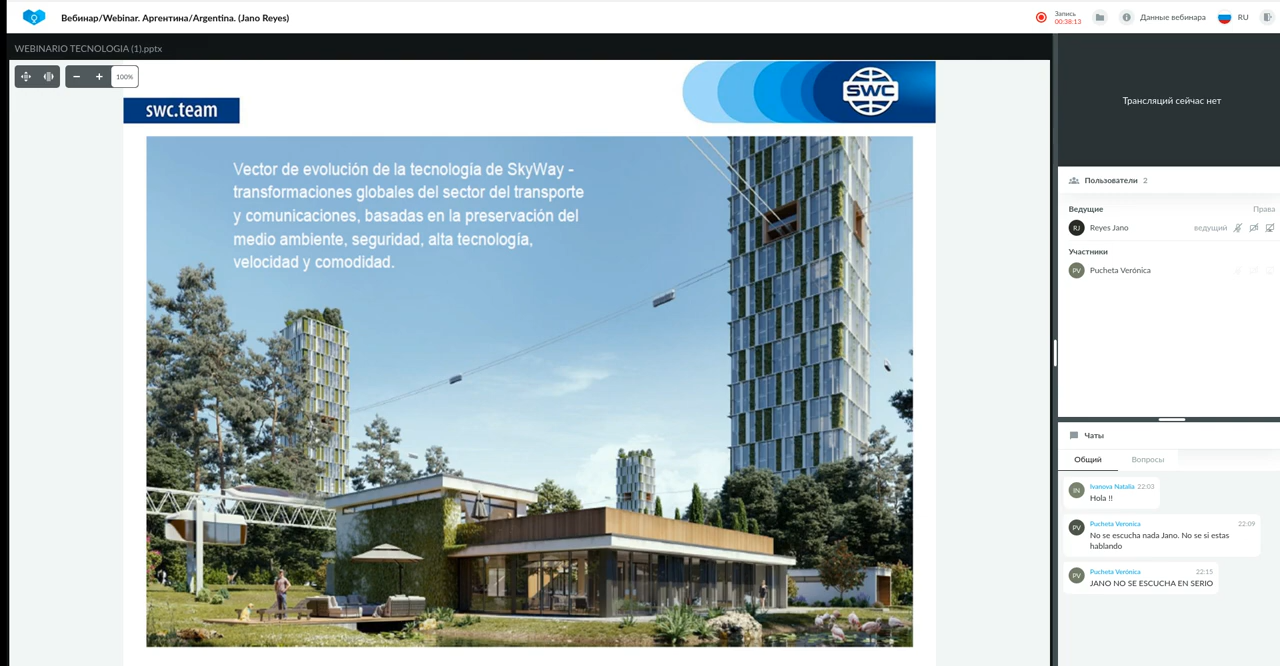 Вебинар/Webinar. Аргентина/Argentina. (Jano Reyes)
Запись
00:38:13
Данные вебинара
RU
WEBINARIO TECNOLOGIA (1).pptx
100%
swc.team
SWC
Vector de evolución de la tecnología de SkyWay -
transformaciones globales del sector del transporte
y comunicaciones, basadas en la preservación del
medio ambiente, seguridad, alta tecnología,
velocidad y comodidad.
Трансляций сейчас нет
Пользователи 2
Ведущие Права
RJ Reyes Jano ведущий
Участники
PV Pucheta Verónica
Чаты
Общий Вопросы
IN Ivanova Natalia 22:03
Hola !!
PV Pucheta Veronica 22:09
No se escucha nada Jano. No se si estas
hablando
PV Pucheta Verónica 22:15
JANO NO SE ESCUCHA EN SERIO